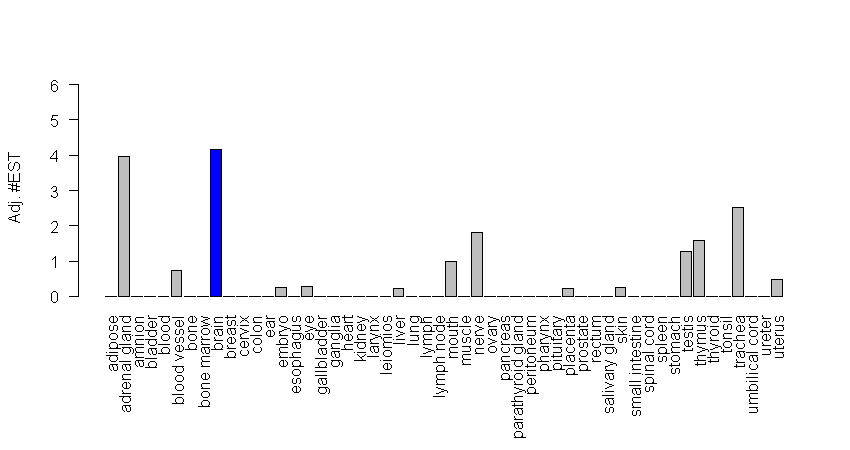 6
5
4
3
2
1
0
Adj. #EST
adipose
adrenal gland
amnion
bladder
blood
blood vessel
bone
bone marrow
brain
breast
cervix
colon
ear
embryo
esophagus
eye
gallbladder
ganglia
heart
kidney
larynx
leiomios
liver
lung
lymph
lymph node
mouth
muscle
nerve
ovary
pancreas
parathyroid gland
peritoneum
pharynx
pituitary
placenta
prostate
rectum
salivary gland
skin
small intestine
spinal cord
spleen
stomach
testis
thymus
thyroid
tonsil
trachea
umbilical cord
ureter
uterus